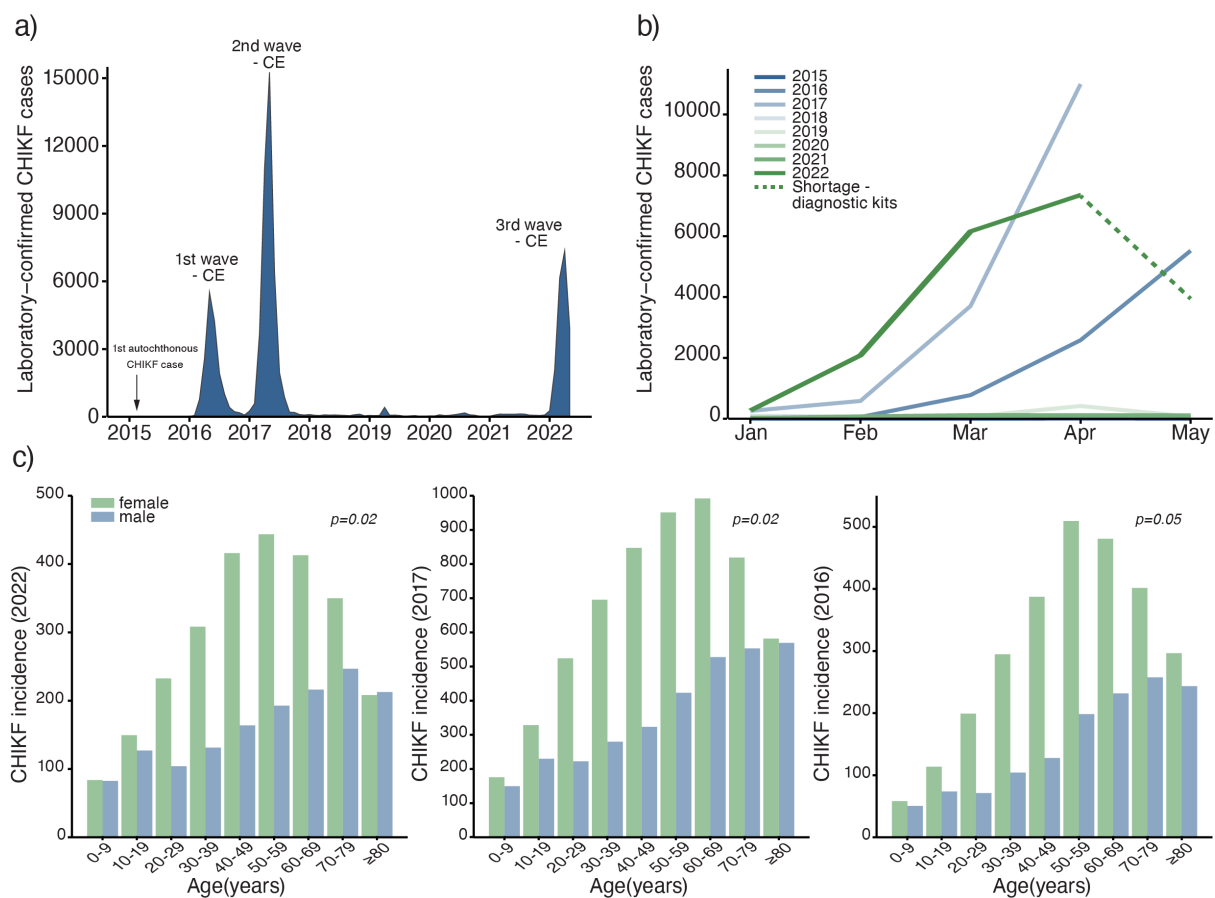 a)
2nd wave
- CE
1st wave
- CE
3rd wave
- CE
1st autochthonous
CHIKF case
Laboratory−confirmed CHIKF cases
15000
12000
9000
6000
3000
0
2015 2016 2017 2018 2019 2020 2021 2022
b)
Laboratory−confirmed CHIKF cases
10000
8000
6000
4000
2000
0
2015
2016
2017
2018
2019
2020
2021
2022
Shortage -
diagnostic kits
Jan Feb Mar Apr May
c)
CHIKF incidence (2022)
500
400
300
200
100
0
female
male
p=0.02
0-9 10-19 20-29 30-39 40-49 50-59 60-69 70-79 ≥80
Age(years)
CHIKF incidence (2017)
1000
900
800
700
600
500
400
300
200
100
0
p=0.02
0-9 10-19 20-29 30-39 40-49 50-59 60-69 70-79 ≥80
Age(years)
CHIKF incidence (2016)
500
400
300
200
100
0
p=0.05
0-9 10-19 20-29 30-39 40-49 50-59 60-69 70-79 ≥80
Age(years)